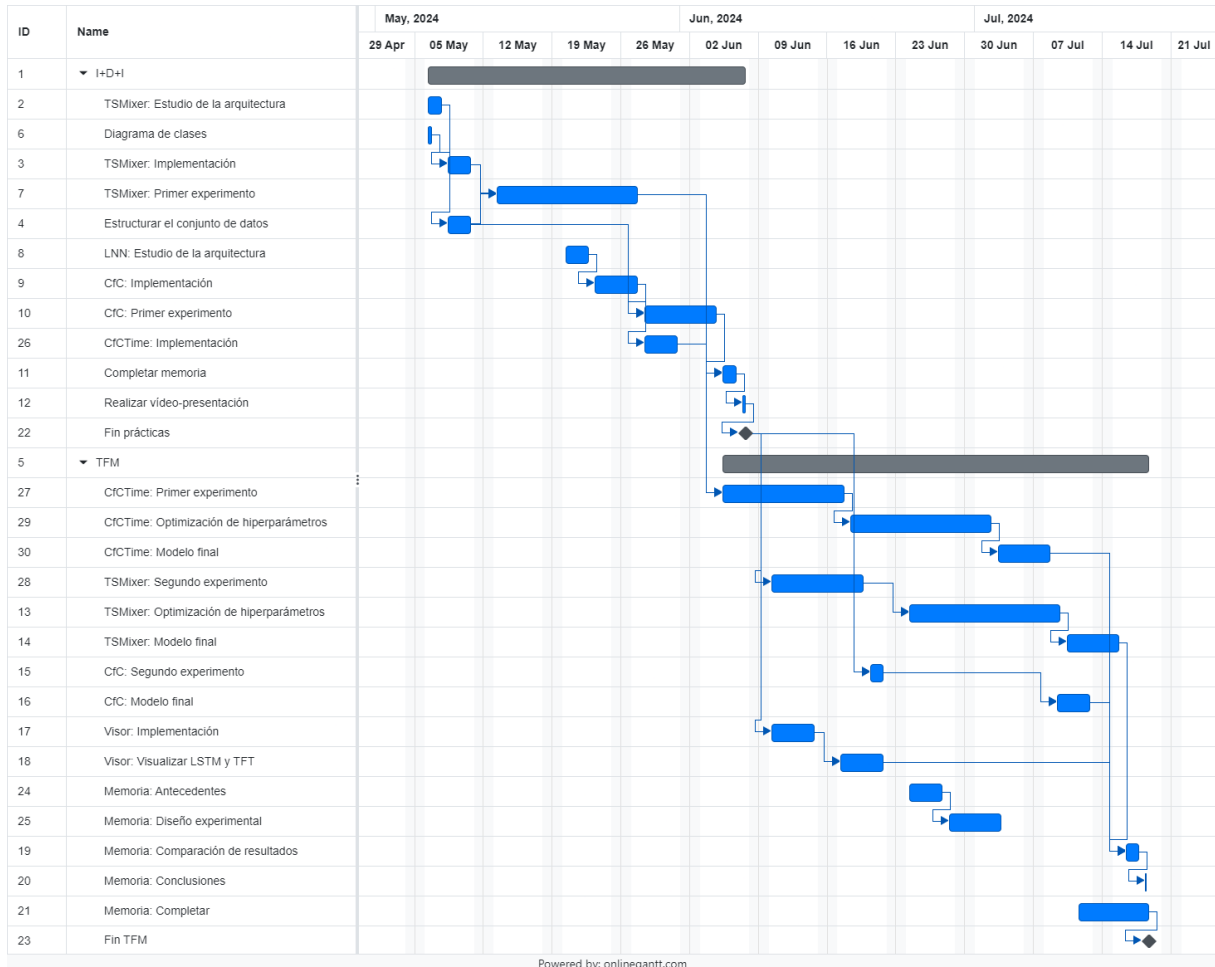 ID Name May, 2024 Jun, 2024 Jul, 2024
29 Apr 05 May 12 May 19 May 26 May 02 Jun 09 Jun 16 Jun 23 Jun 30 Jun 07 Jul 14 Jul 21 Jul
1 I+D+I
2 TSMixer: Estudio de la arquitectura
6 Diagrama de clases
3 TSMixer: Implementación
7 TSMixer: Primer experimento
4 Estructurar el conjunto de datos
8 LNN: Estudio de la arquitectura
9 CfC: Implementación
10 CfC: Primer experimento
26 CfCTime: Implementación
11 Completar memoria
12 Realizar vídeo-presentación
22 Fin prácticas
5 TFM
27 CfCTime: Primer experimento
29 CfCTime: Optimización de hiperparámetros
30 CfCTime: Modelo final
28 TSMixer: Segundo experimento
13 TSMixer: Optimización de hiperparámetros
14 TSMixer: Modelo final
15 CfC: Segundo experimento
16 CfC: Modelo final
17 Visor: Implementación
18 Visor: Visualizar LSTM y TFT
24 Memoria: Antecedentes
25 Memoria: Diseño experimental
19 Memoria: Comparación de resultados
20 Memoria: Conclusiones
21 Memoria: Completar
23 Fin TFM
Powered by: onlinegantt.com